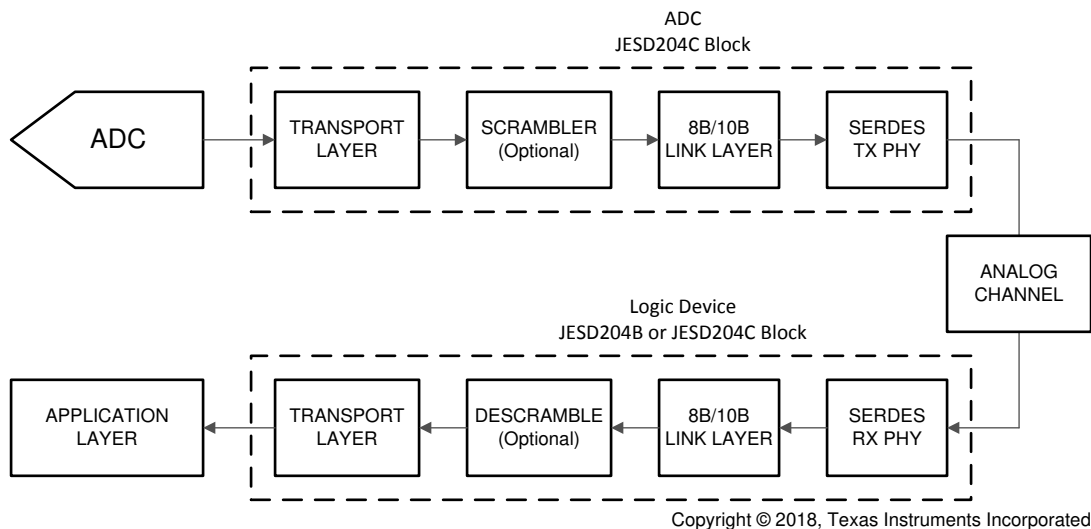 ADC
JESD204C Block
ADC
TRANSPORT
LAYER
SCRAMBLER
(Optional)
8B/10B
LINK LAYER
SERDES
TX PHY
ANALOG
CHANNEL
Logic Device
JESD204B or JESD204C Block
APPLICATION
LAYER
TRANSPORT
LAYER
DESCRAMBLE
(Optional)
8B/10B
LINK LAYER
SERDES
RX PHY
Copyright © 2018, Texas Instruments Incorporated